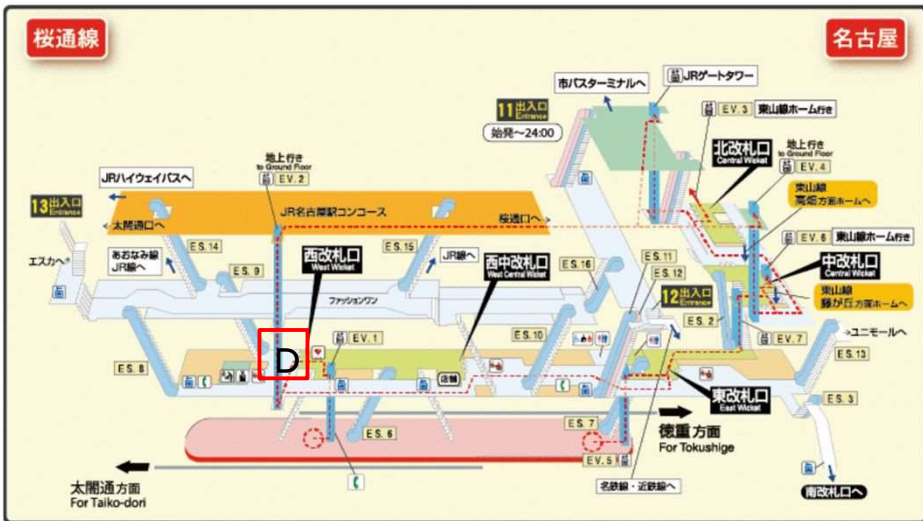 桜通線
名古屋
市バスターミナルへ
JRゲートタワー
11 出入口
Entrance
始発～24:00
EV. 3
東山線ホーム行き
北改札口
Central Wicket
地上行き
to Ground Floor
EV. 4
地上行き
to Ground Floor
EV. 2
JRハイウェイバスへ
東山線
高畑方面ホームへ
13 出入口
Entrance
JR名古屋駅コンコース
太閤通口へ
桜通口へ
EV. 6
東山線ホーム行き
エスカへ
あおなみ線
JR線へ
ES. 14
ES. 9
西改札口
West Wicket
ES. 15
JR線へ
西中改札口
West Central Wicket
ES. 16
ES. 11
ES. 12
中改札口
Central Wicket
12 出入口
Entrance
東山線
藤が丘方面ホームへ
ファッションワン
ES. 10
ES. 2
ユニモールへ
EV. 1
EV. 7
ES. 13
D
ES. 8
店舗
東改札口
East Wicket
ES. 3
ES. 6
ES. 7
徳重方面
For Tokushige
EV. 5
名鉄線・近鉄線へ
南改札口へ
太閤通方面
For Taiko-dori